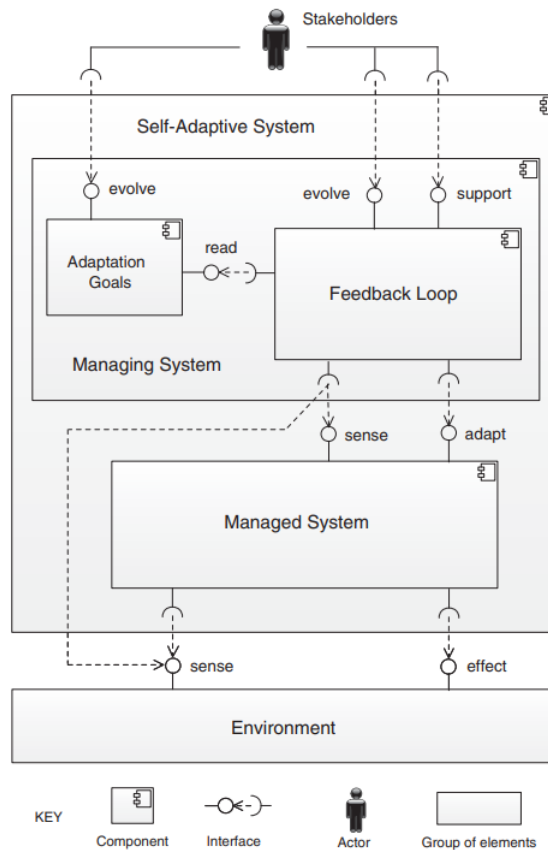 Stakeholders
Self-Adaptive System
evolve
evolve
support
Adaptation
Goals
read
Feedback Loop
Managing System
sense
adapt
Managed System
sense
effect
Environment
KEY
Component
Interface
Actor
Group of elements